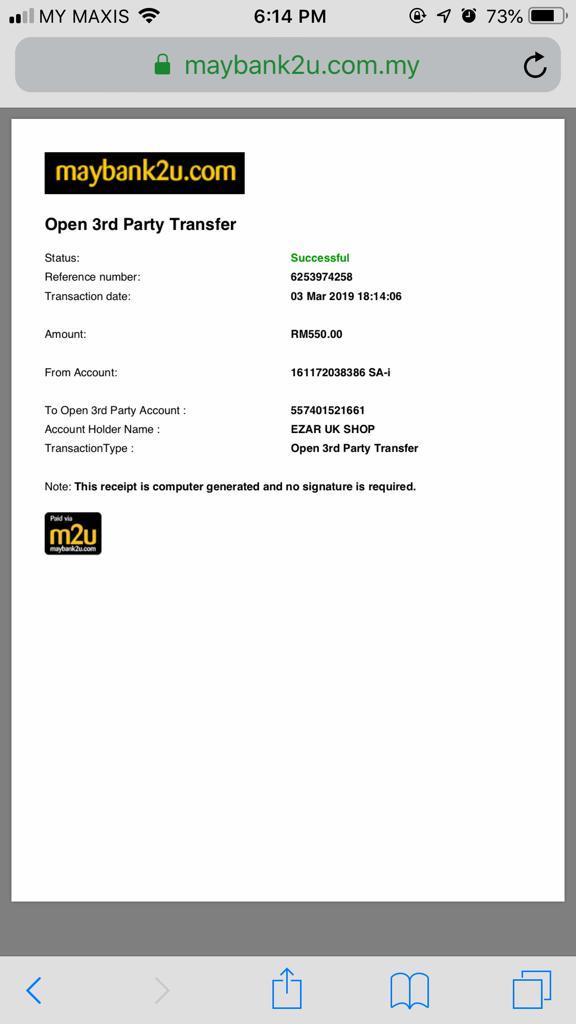 MY MAXIS 6:14 PM 73%
maybank2u.com.my
maybank2u.com
Open 3rd Party Transfer
Status: Successful
Reference number: 6253974258
Transaction date: 03 Mar 2019 18:14:06
Amount: RM550.00
From Account: 161172038386 SA-i
To Open 3rd Party Account : 557401521661
Account Holder Name : EZAR UK SHOP
TransactionType : Open 3rd Party Transfer
Note: This receipt is computer generated and no signature is required.
Paid via
m2u
maybank2u.com